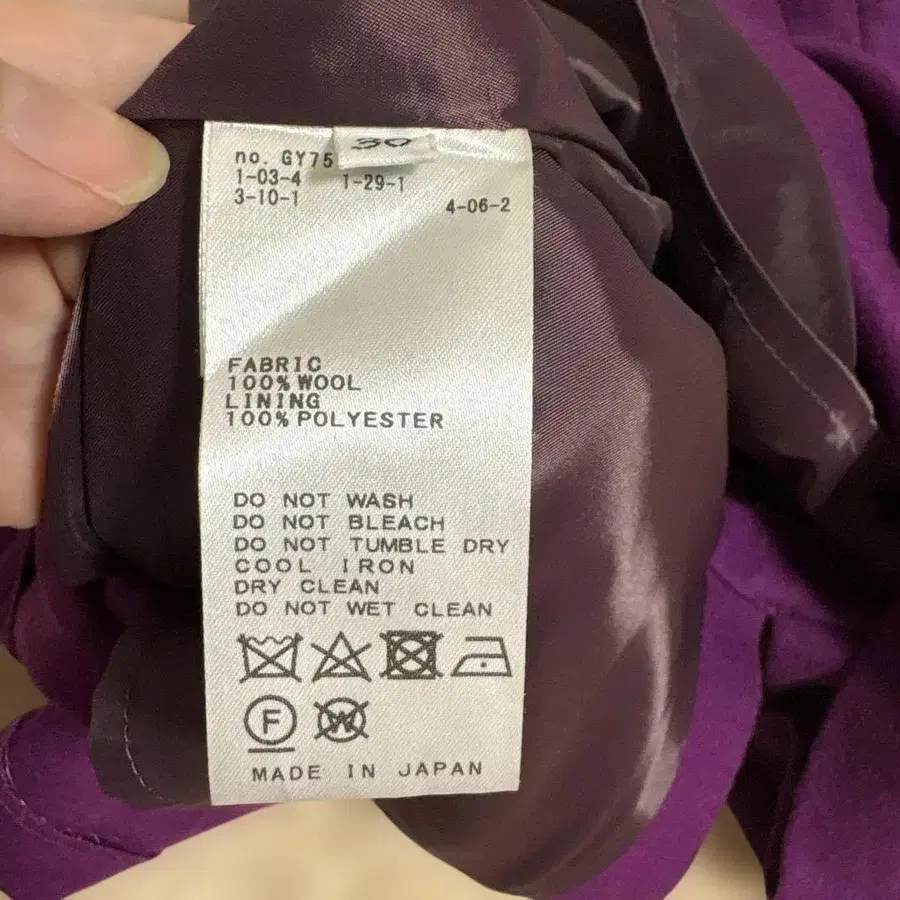 30
no. GY75
1-03-4 1-29-1
3-10-1
4-06-2
FABRIC
100% WOOL
LINING
100% POLYESTER
DO NOT WASH
DO NOT BLEACH
DO NOT TUMBLE DRY
COOL IRON
DRY CLEAN
DO NOT WET CLEAN
F W
MADE IN JAPAN